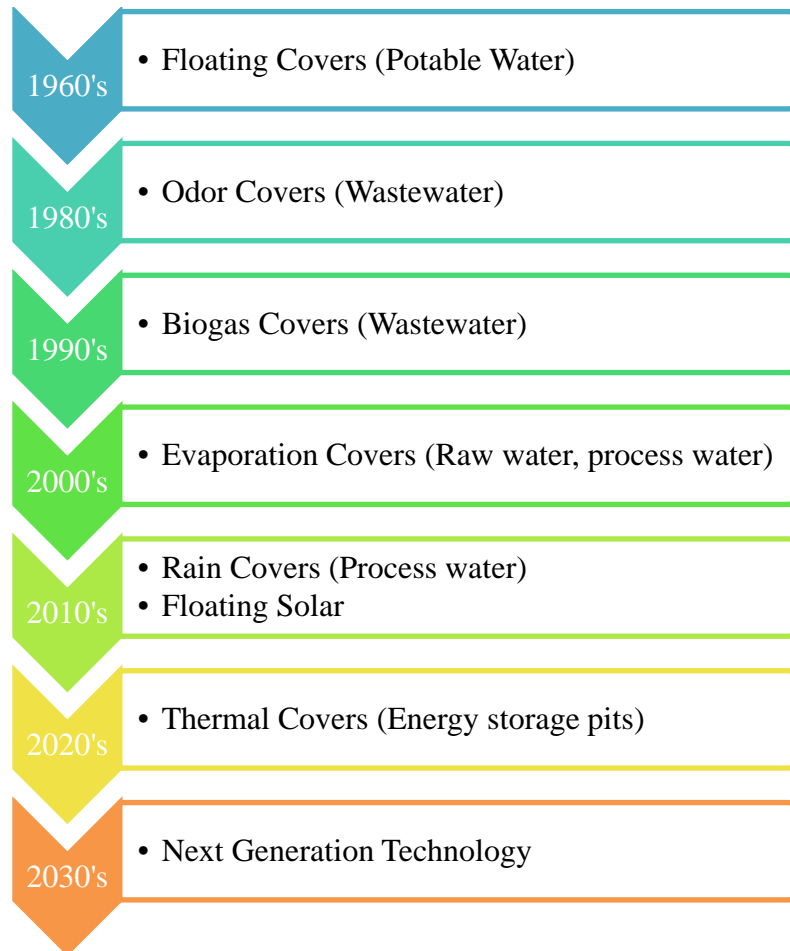 1960's
• Floating Covers (Potable Water)
1980's
• Odor Covers (Wastewater)
1990's
• Biogas Covers (Wastewater)
2000's
• Evaporation Covers (Raw water, process water)
2010's
• Rain Covers (Process water)
• Floating Solar
2020's
• Thermal Covers (Energy storage pits)
2030's
• Next Generation Technology